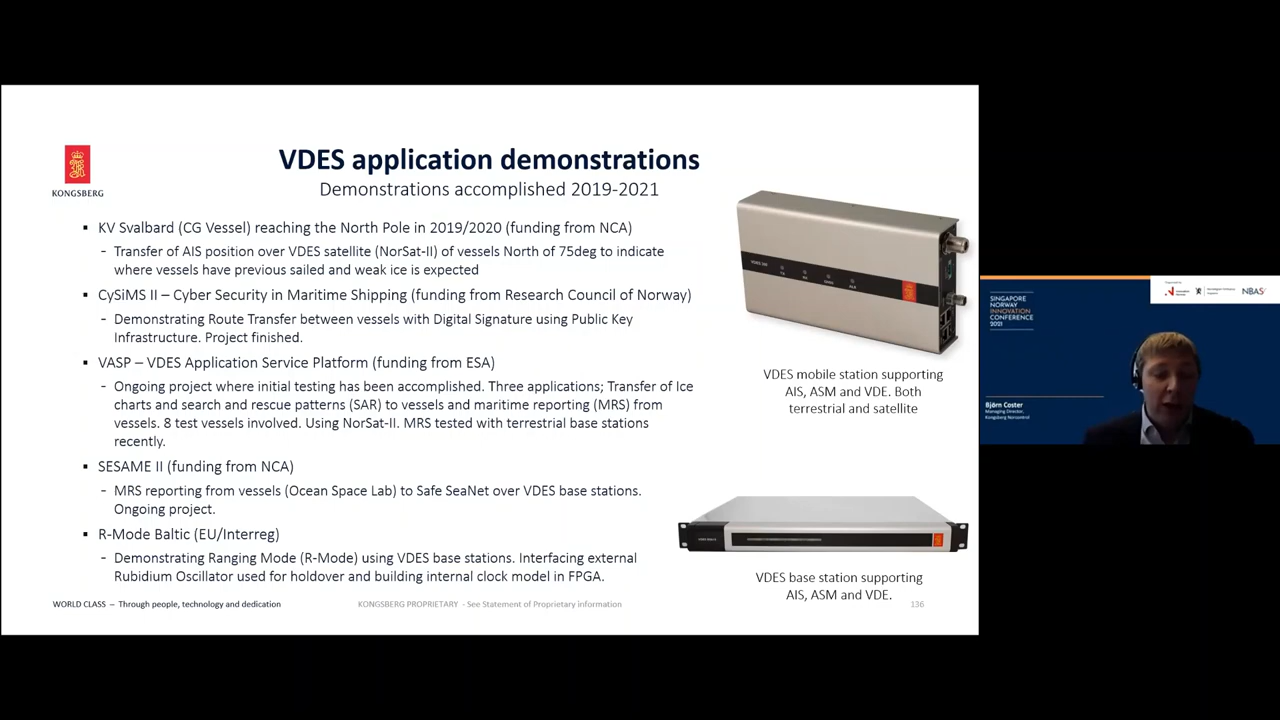 VDES application demonstrations
Demonstrations accomplished 2019-2021
KONGSBERG
▪ KV Svalbard (CG Vessel) reaching the North Pole in 2019/2020 (funding from NCA)
- Transfer of AIS position over VDES satellite (NorSat-II) of vessels North of 75deg to indicate
where vessels have previous sailed and weak ice is expected
▪ CySiMS II – Cyber Security in Maritime Shipping (funding from Research Council of Norway)
- Demonstrating Route Transfer between vessels with Digital Signature using Public Key
Infrastructure. Project finished.
▪ VASP – VDES Application Service Platform (funding from ESA)
- Ongoing project where initial testing has been accomplished. Three applications; Transfer of Ice
charts and search and rescue patterns (SAR) to vessels and maritime reporting (MRS) from
vessels. 8 test vessels involved. Using NorSat-II. MRS tested with terrestrial base stations
recently.
▪ SESAME II (funding from NCA)
- MRS reporting from vessels (Ocean Space Lab) to Safe SeaNet over VDES base stations.
Ongoing project.
▪ R-Mode Baltic (EU/Interreg)
- Demonstrating Ranging Mode (R-Mode) using VDES base stations. Interfacing external
Rubidium Oscillator used for holdover and building internal clock model in FPGA.
VDES mobile station supporting
AIS, ASM and VDE. Both
terrestrial and satellite
VDES base station supporting
AIS, ASM and VDE.
WORLD CLASS – Through people, technology and dedication
KONGSBERG PROPRIETARY - See Statement of Proprietary information
136
SINGAPORE
NORWAY
INNOVATION
CONFERENCE
2021
NBAS
Björn Coster
Managing Director,
Kongsberg Norcontrol